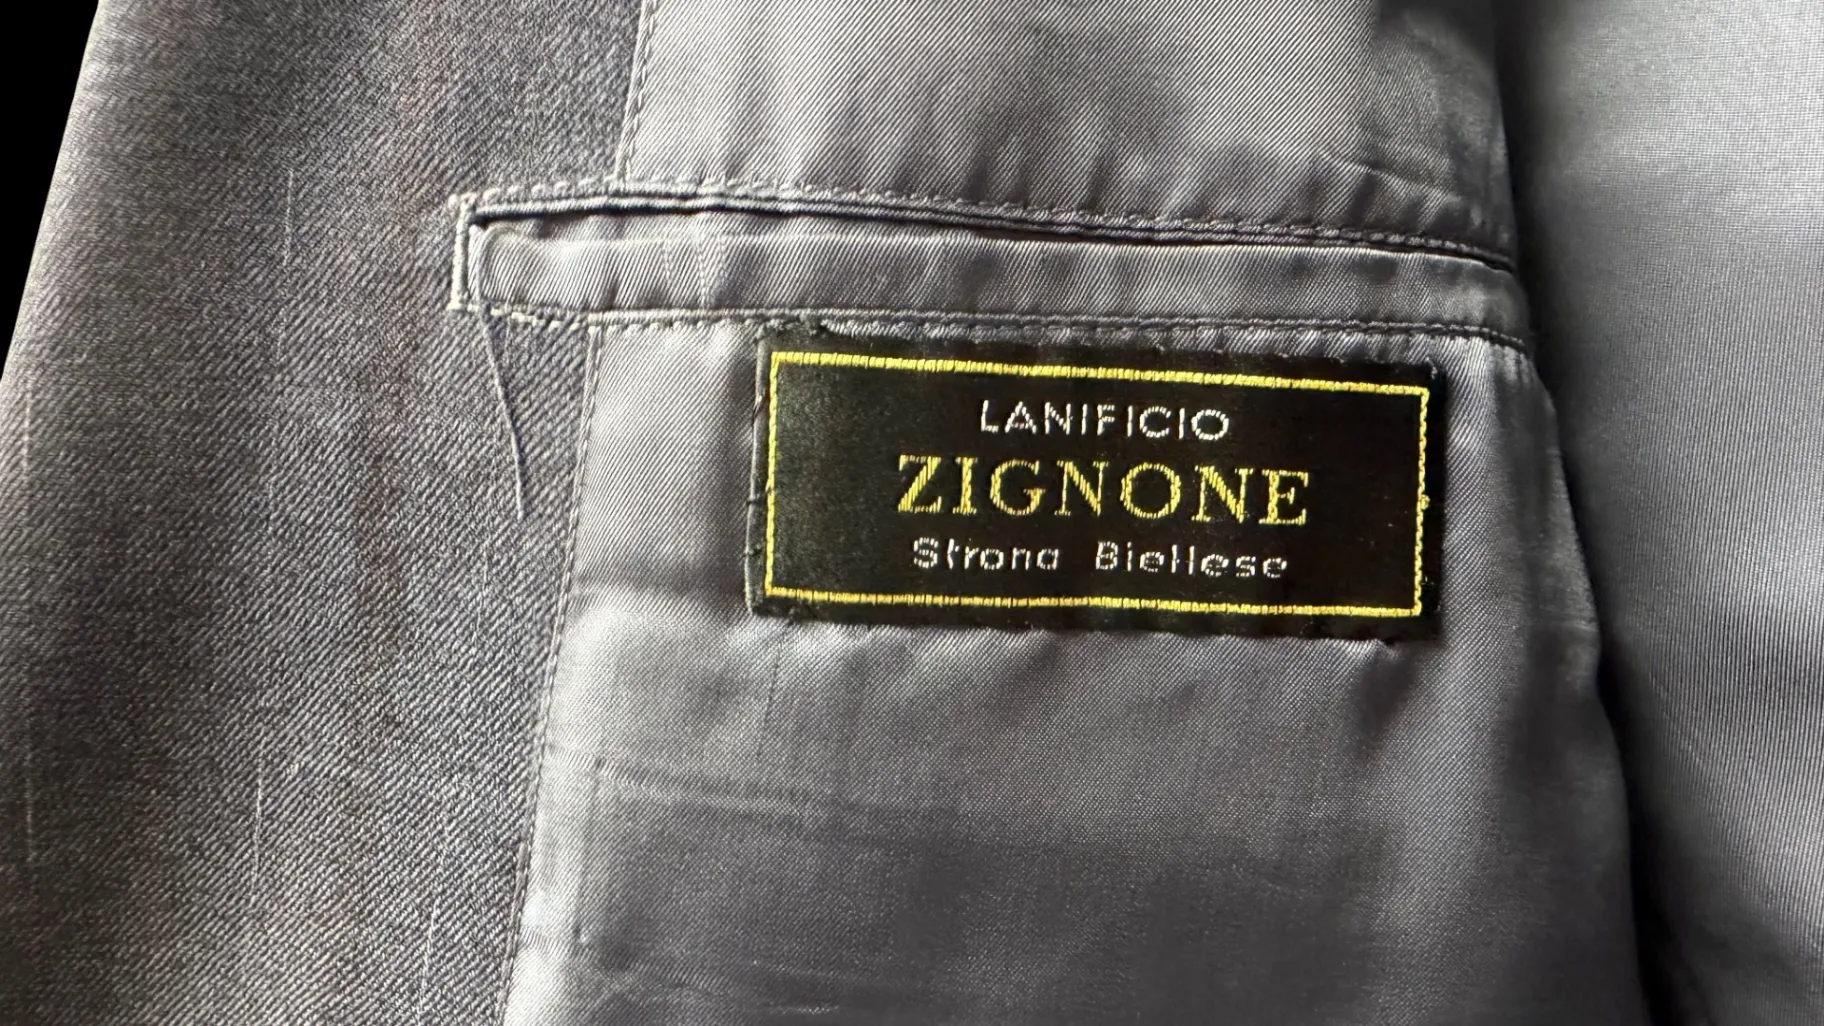 LANIFICIO
ZIGNONE
Strona Biellese